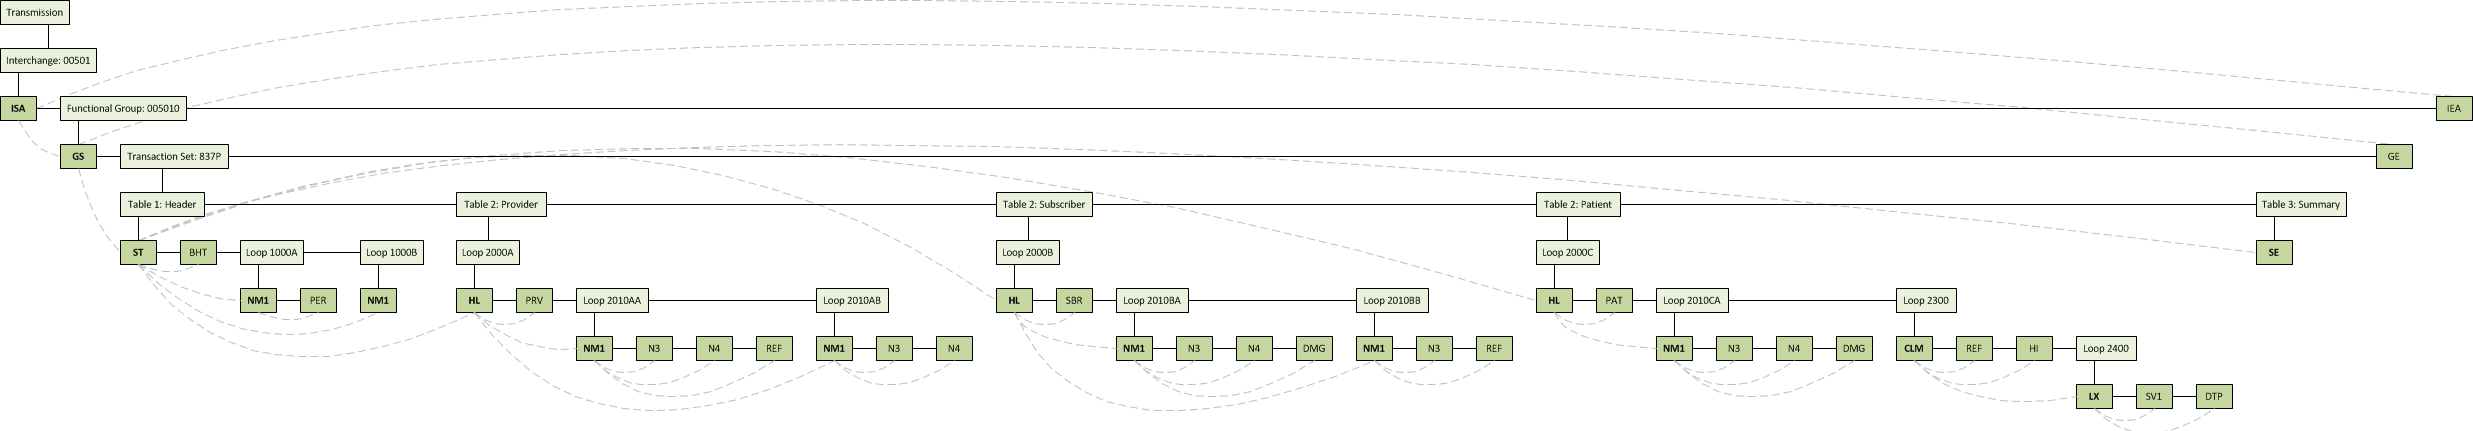 Transmission
Interchange: 00501
ISA Functional Group: 005010 IEA
GS Transaction Set: 837P GE
Table 1: Header Table 2: Provider Table 2: Subscriber Table 2: Patient Table 3: Summary
ST BHT Loop 1000A Loop 1000B Loop 2000A Loop 2000B Loop 2000C SE
NM1 PER NM1 HL PRV Loop 2010AA Loop 2010AB HL SBR Loop 2010BA Loop 2010BB HL PAT Loop 2010CA Loop 2300
NM1 N3 N4 REF NM1 N3 N4 NM1 N3 N4 DMG NM1 N3 REF NM1 N3 N4 DMG CLM REF HI Loop 2400
LX SV1 DTP